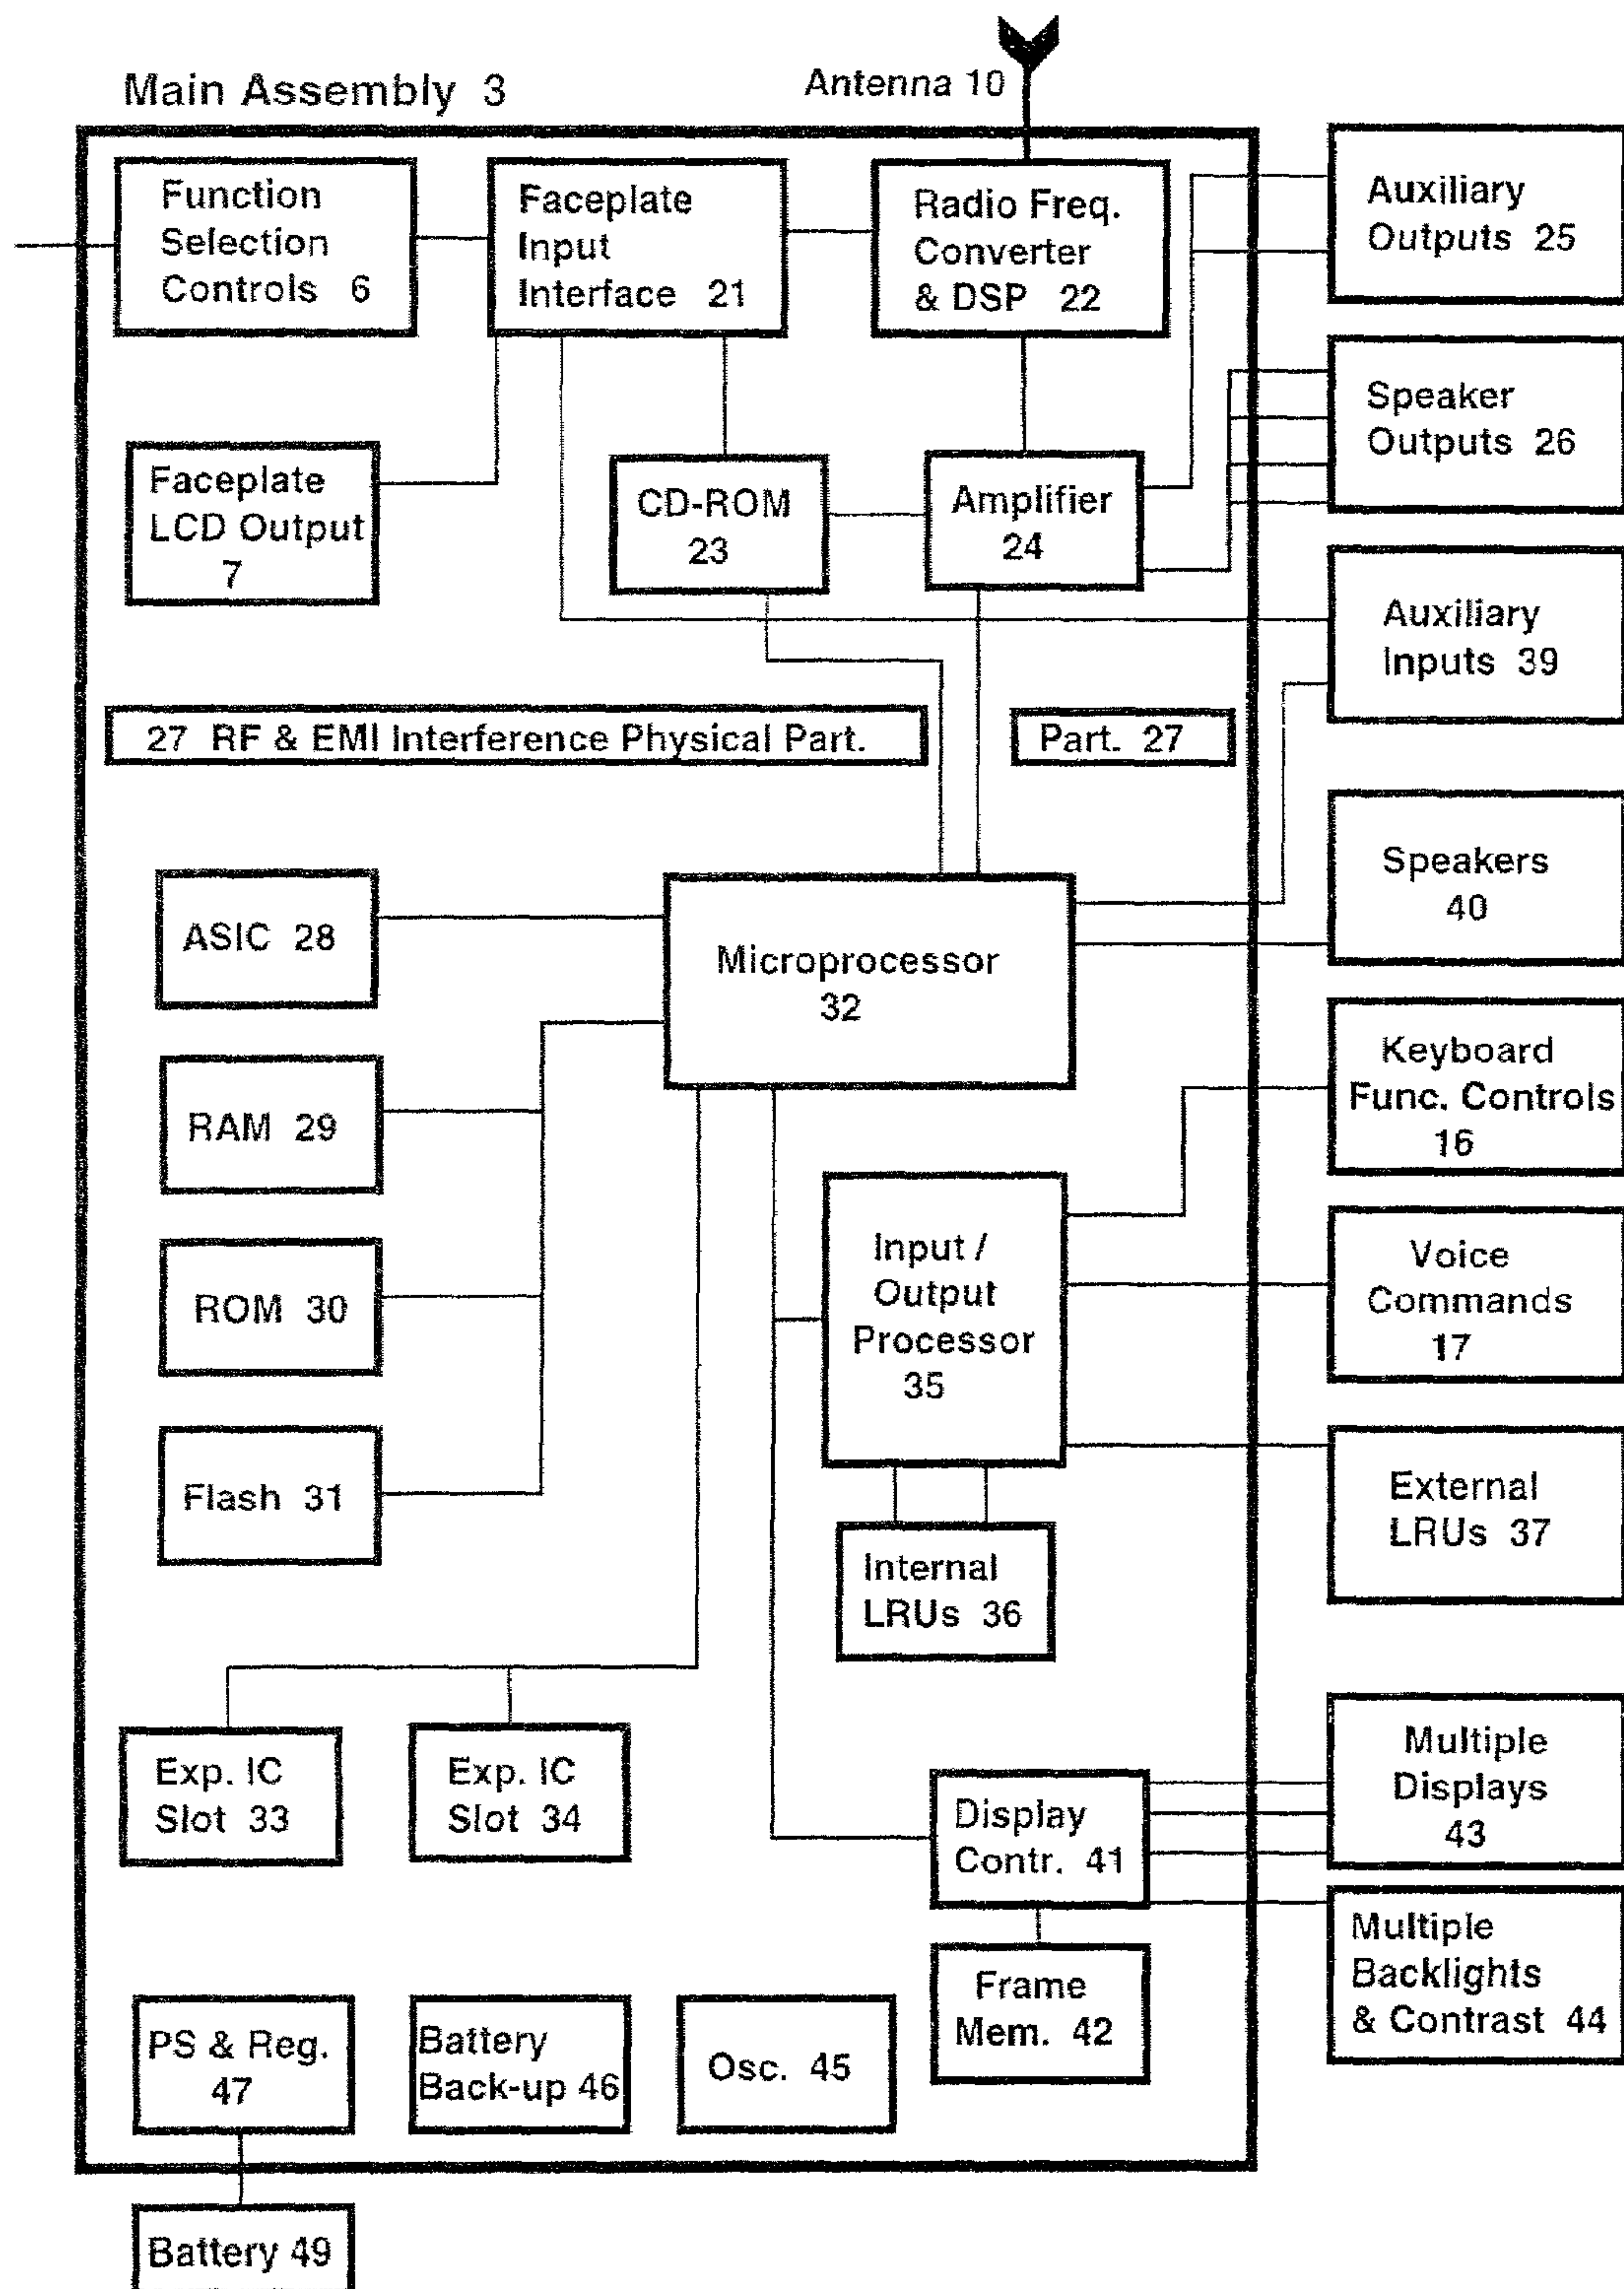 Main Assembly 3
Antenna 10
Function
Selection
Controls 6
Faceplate
Input
Interface 21
Radio Freq.
Converter
& DSP 22
Auxiliary
Outputs 25
Speaker
Outputs 26
Faceplate
LCD Output
7
CD-ROM
23
Amplifier
24
Auxiliary
Inputs 39
27 RF & EMI Interference Physical Part.
Part. 27
Speakers
40
ASIC 28
Microprocessor
32
Keyboard
Func. Controls
16
RAM 29
Input /
Output
Processor
35
Voice
Commands
17
ROM 30
Flash 31
External
LRUs 37
Internal
LRUs 36
Exp. IC
Slot 33
Exp. IC
Slot 34
Display
Contr. 41
Multiple
Displays
43
Multiple
Backlights
& Contrast 44
Frame
Mem. 42
PS & Reg.
47
Battery
Back-up 46
Osc. 45
Battery 49